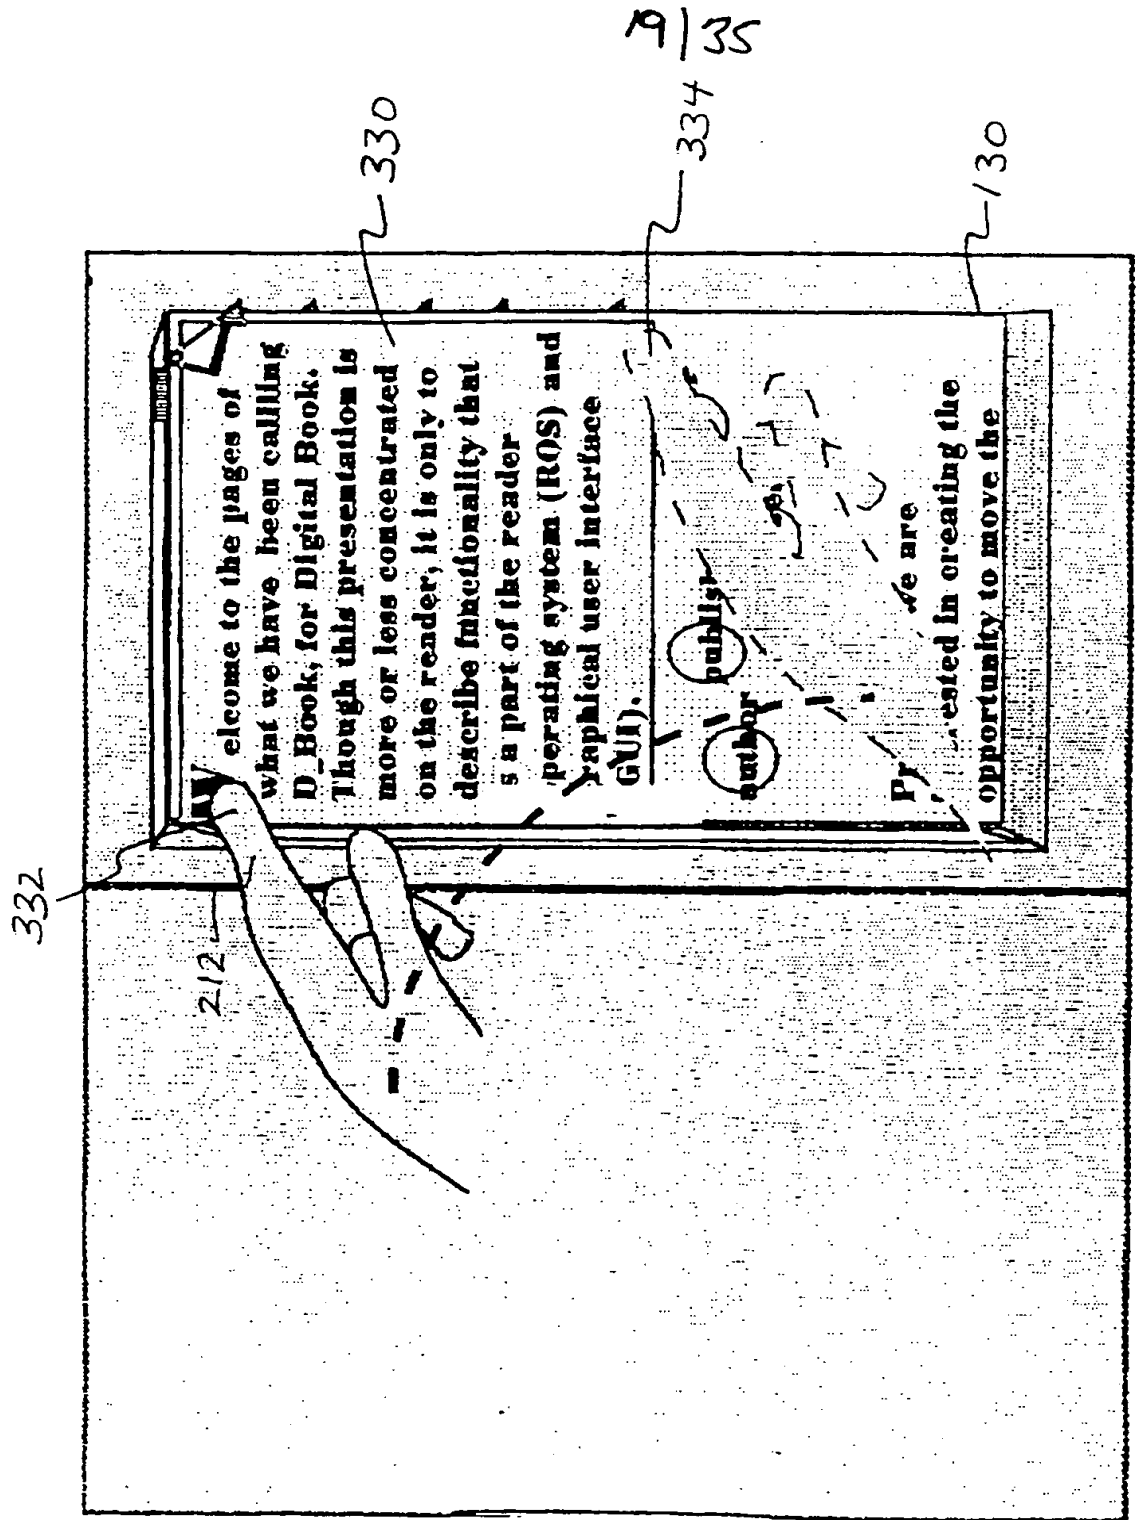 19/35
332
212
330
334
130
elcome to the pages of
what we have been callling
D_Book, for Digital Book.
Though this presentation is
more or less concentrated
on the render, it is only to
describe functionality that
s a part of the reader
perating system (ROS) and
raphical user interface
GUI).
author publis
Pr
ested in creating the
opportunity to move the